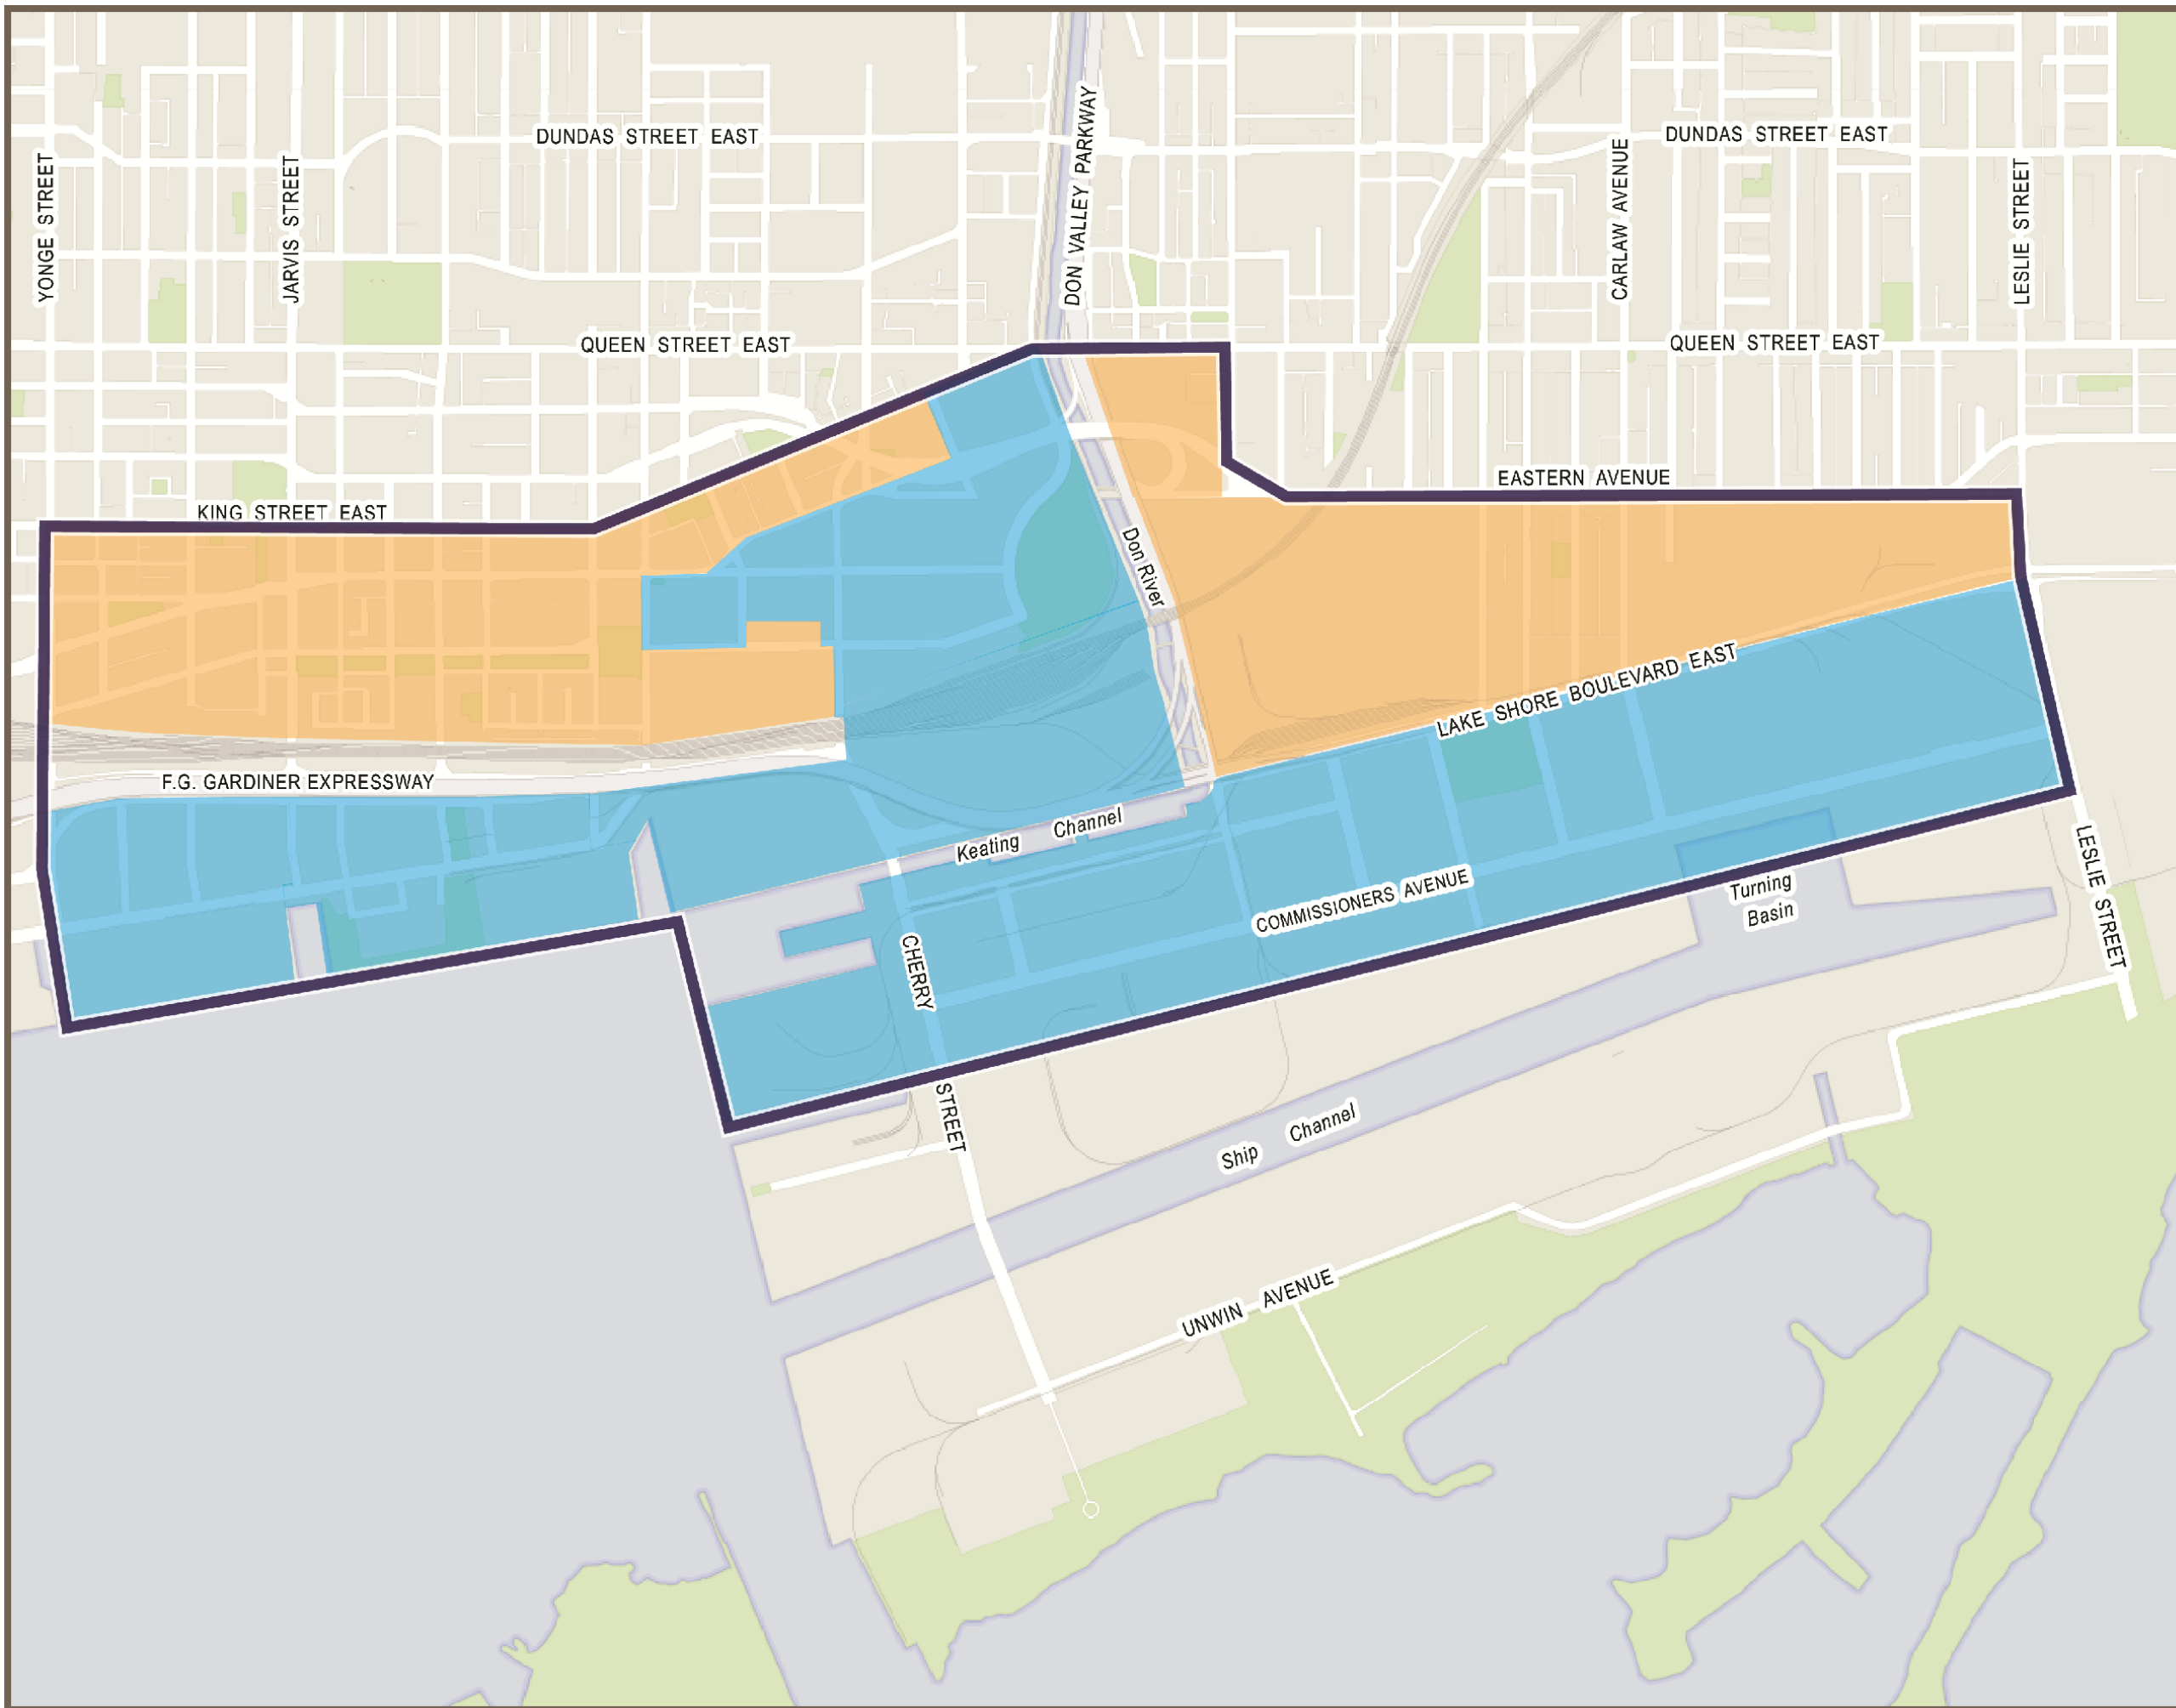 DUNDAS STREET EAST
DUNDAS STREET EAST
YONGE STREET
JARVIS STREET
DON VALLEY PARKWAY
CARLAW AVENUE
LESLIE STREET
QUEEN STREET EAST
QUEEN STREET EAST
KING STREET EAST
EASTERN AVENUE
Don River
LAKE SHORE BOULEVARD EAST
F.G. GARDINER EXPRESSWAY
Keating Channel
COMMISSIONERS AVENUE
Turning
Basin
LESLIE STREET
CHERRY STREET
Ship Channel
UNWIN AVENUE